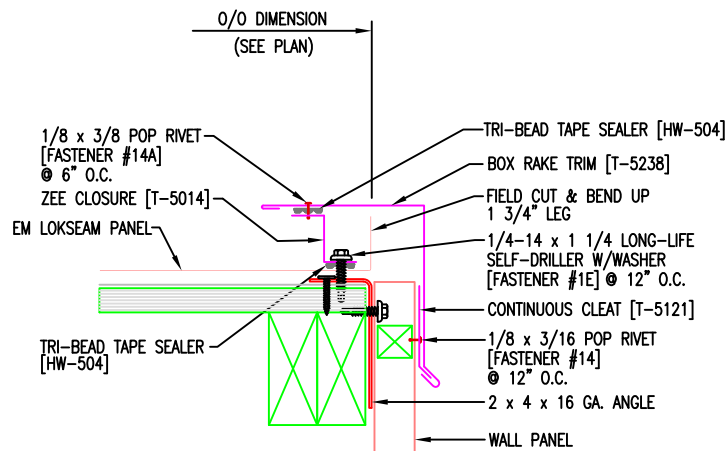 O/O DIMENSION
(SEE PLAN)
1/8 x 3/8 POP RIVET
[FASTENER #14A]
@ 6" O.C.
ZEE CLOSURE [T-5014]
EM LOKSEAM PANEL
TRI-BEAD TAPE SEALER
[HW-504]
TRI-BEAD TAPE SEALER [HW-504]
BOX RAKE TRIM [T-5238]
FIELD CUT & BEND UP
1 3/4" LEG
1/4-14 x 1 1/4 LONG-LIFE
SELF-DRILLER W/WASHER
[FASTENER #1E] @ 12" O.C.
CONTINUOUS CLEAT [T-5121]
1/8 x 3/16 POP RIVET
[FASTENER #14]
@ 12" O.C.
2 x 4 x 16 GA. ANGLE
WALL PANEL